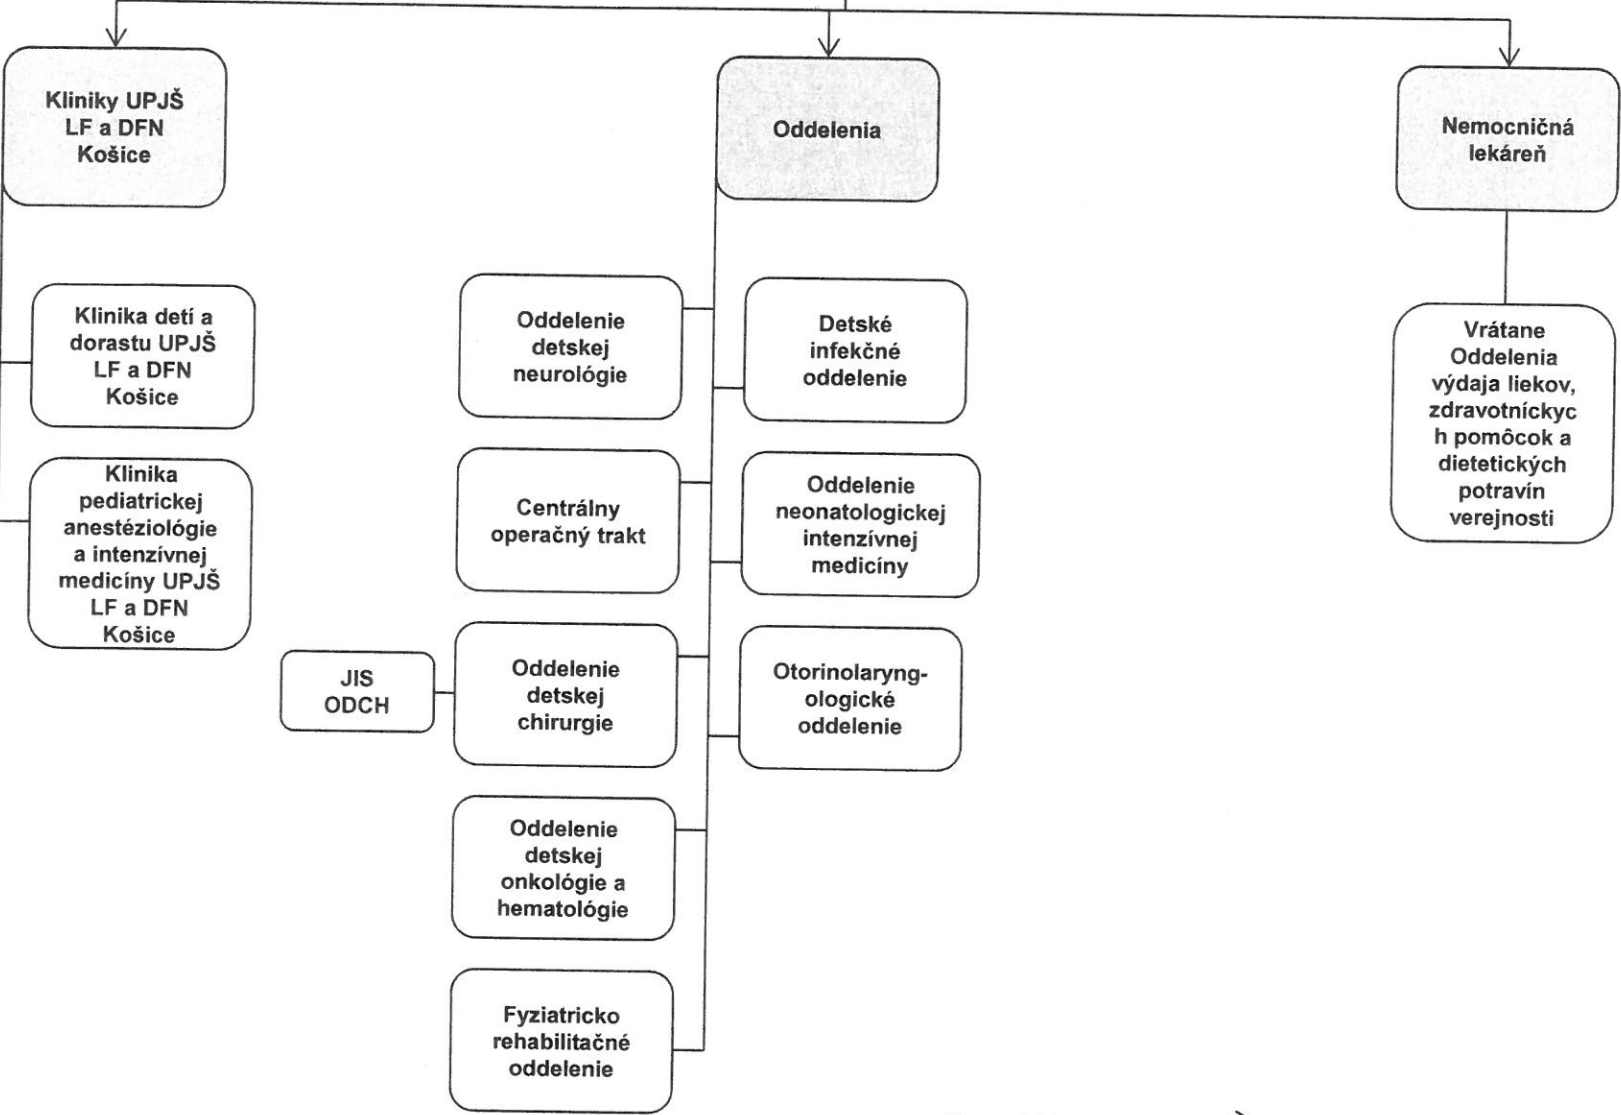 Kliniky UPJŠ
LF a DFN
Košice
Oddelenia
Nemocničná
lekáreň
Klinika detí a
dorastu UPJŠ
LF a DFN
Košice
Klinika
pediatrickej
anestéziológie
a intenzívnej
medicíny UPJŠ
LF a DFN
Košice
Oddelenie
detskej
neurológie
Detské
infekčné
oddelenie
Centrálny
operačný trakt
Oddelenie
neonatologickej
intenzívnej
medicíny
JIS
ODCH
Oddelenie
detskej
chirurgie
Otorinolaryng-
ologické
oddelenie
Oddelenie
detskej
onkológie a
hematológie
Fyziatricko
rehabilitačné
oddelenie
Vrátane
Oddelenia
výdaja liekov,
zdravotníckyc
h pomôcok a
dietetických
potravín
verejnosti